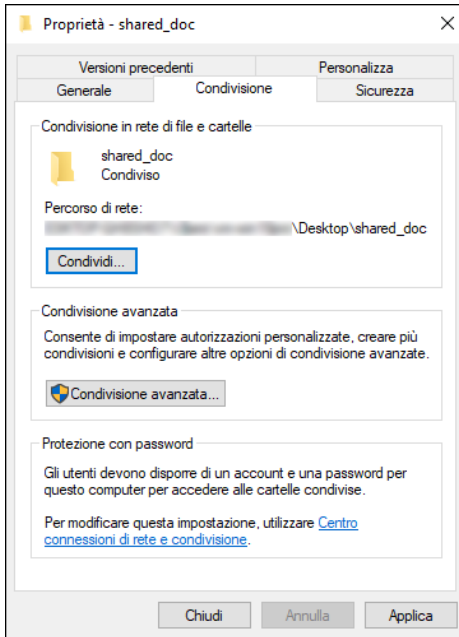 Proprietà - shared_doc
Versioni precedenti
Personalizza
Generale
Condivisione
Sicurezza
Condivisione in rete di file e cartelle
shared_doc
Condiviso
Percorso di rete:
\Desktop\shared_doc
Condividi...
Condivisione avanzata
Consente di impostare autorizzazioni personalizzate, creare più
condivisioni e configurare altre opzioni di condivisione avanzate.
Condivisione avanzata...
Protezione con password
Gli utenti devono disporre di un account e una password per
questo computer per accedere alle cartelle condivise.
Per modificare questa impostazione, utilizzare Centro
connessioni di rete e condivisione.
Chiudi
Annulla
Applica